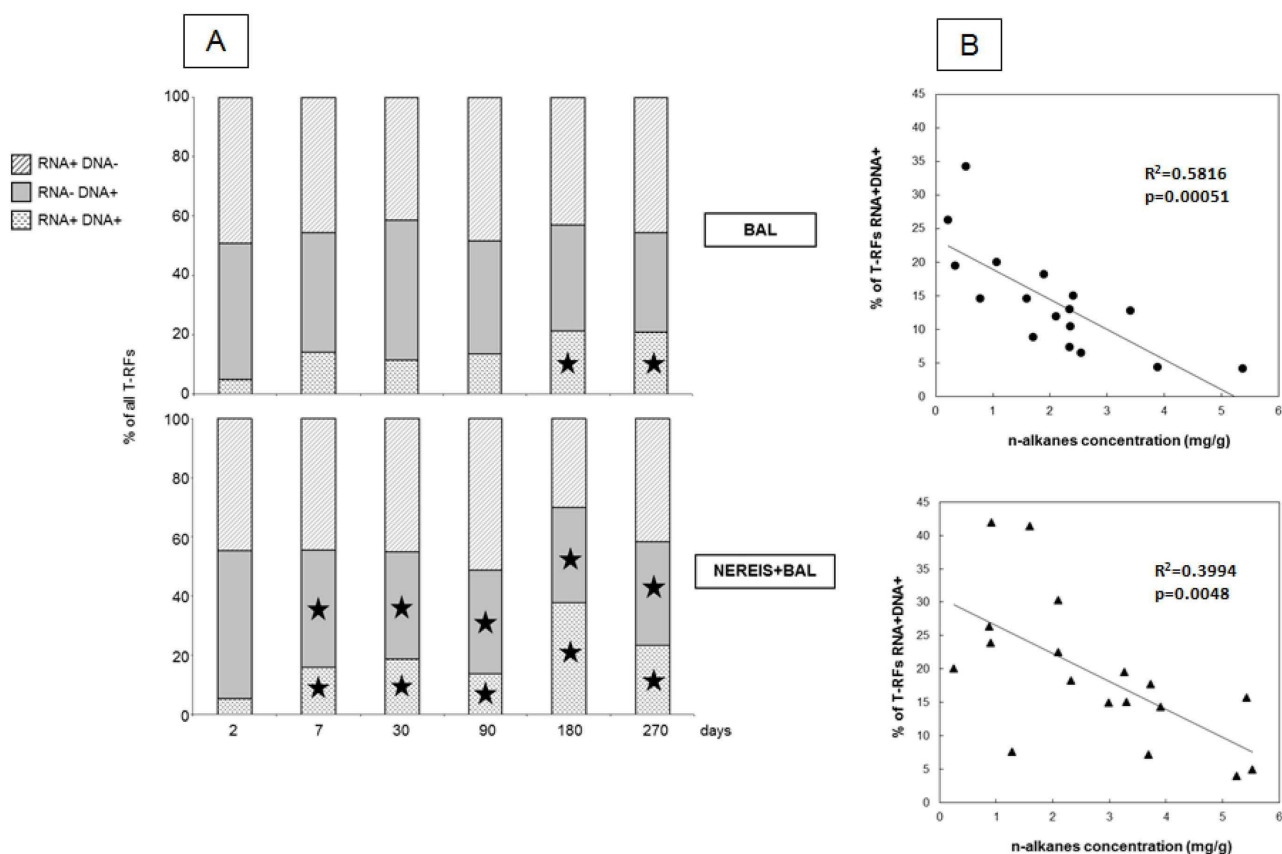 A
100
80
60
40
20
0
RNA+ DNA-
RNA- DNA+
RNA+ DNA+
BAL
% of all T-RFs
100
80
60
40
20
0
NEREIS+BAL
2 7 30 90 180 270 days
B
45
40
35
30
25
20
15
10
5
0
% of T-RFs RNA+DNA+
R²=0.5816
p=0.00051
0 1 2 3 4 5 6
n-alkanes concentration (mg/g)
45
40
35
30
25
20
15
10
5
0
% of T-RFs RNA+DNA+
R²=0.3994
p=0.0048
0 1 2 3 4 5 6
n-alkanes concentration (mg/g)